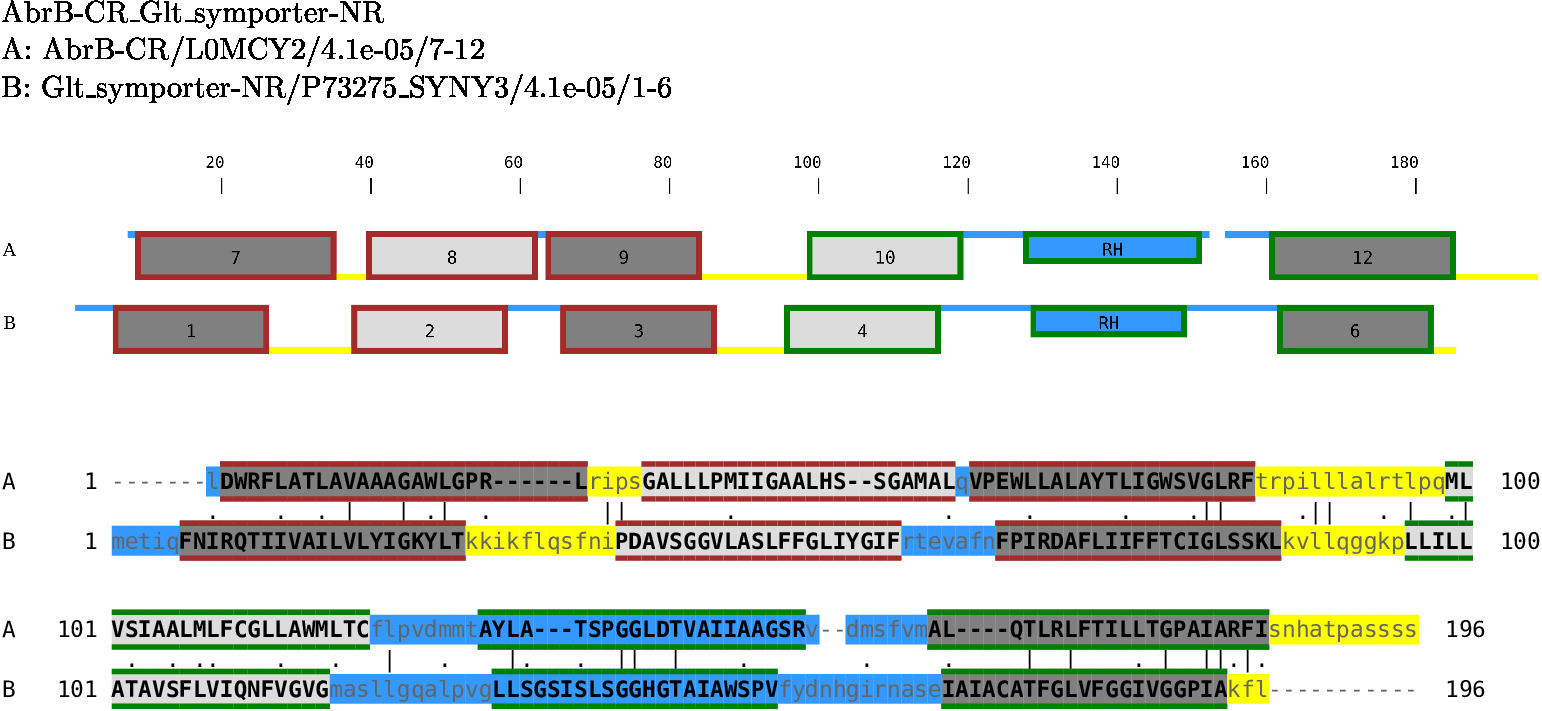 AbrB-CR_Glt_symporter-NR
A: AbrB-CR/L0MCY2/4.1e-05/7-12
B: Glt_symporter-NR/P73275_SYNY3/4.1e-05/1-6
20 40 60 80 100 120 140 160 180
A 7 8 9 10 RH 12
B 1 2 3 4 RH 6
A 1 -------lDWRFLATLAVAAAGAWLGPR------LripsGALLLPMIIGAALHS--SGAMALqVPEWLLALAYTLIGWSVGLRFtrpilllalrtlpqML 100
B 1 metiqFNIRQTIIVAILVLYIGKYLTkkikflqsfniPDAVSGGVLASLFFGLIYGIFrtevafnFPIRDAFLIIFFTCIGLSSKLkvllqggkpLLILL 100
A 101 VSIAALMLFCGLLAWMLTCflpvdmmtAYLA---TSPGGLDTVAIIAAGSRv--dmsfvmAL----QTLRLFTILLTGPAIARFIsnhatpassss 196
B 101 ATAVSFLVIQNFVGVGmasllgqalpvgLLSGSISLSGGHGTAIAWSPVfydnhgirnaseIAIACATFGLVFGGIVGGPIAkfl----------- 196